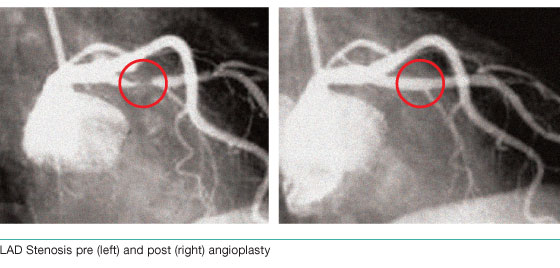 LAD Stenosis pre (left) and post (right) angioplasty